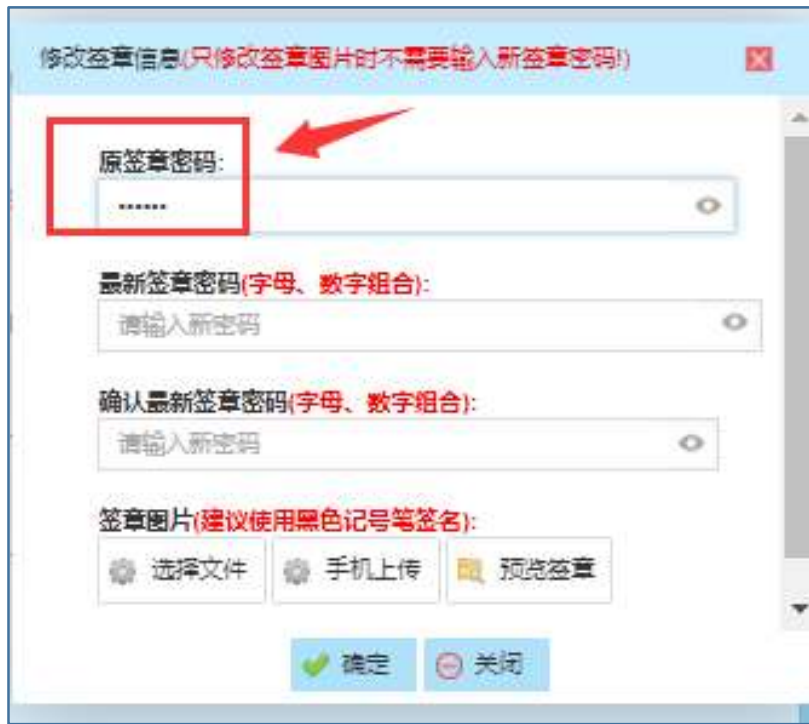 修改签章信息(只修改签章图片时不需要输入新签章密码!)
原签章密码:
••••••
最新签章密码(字母、数字组合):
请输入新密码
确认最新签章密码(字母、数字组合):
请输入新密码
签章图片(建议使用黑色记号笔签名):
选择文件 手机上传 预览签章
确定 关闭